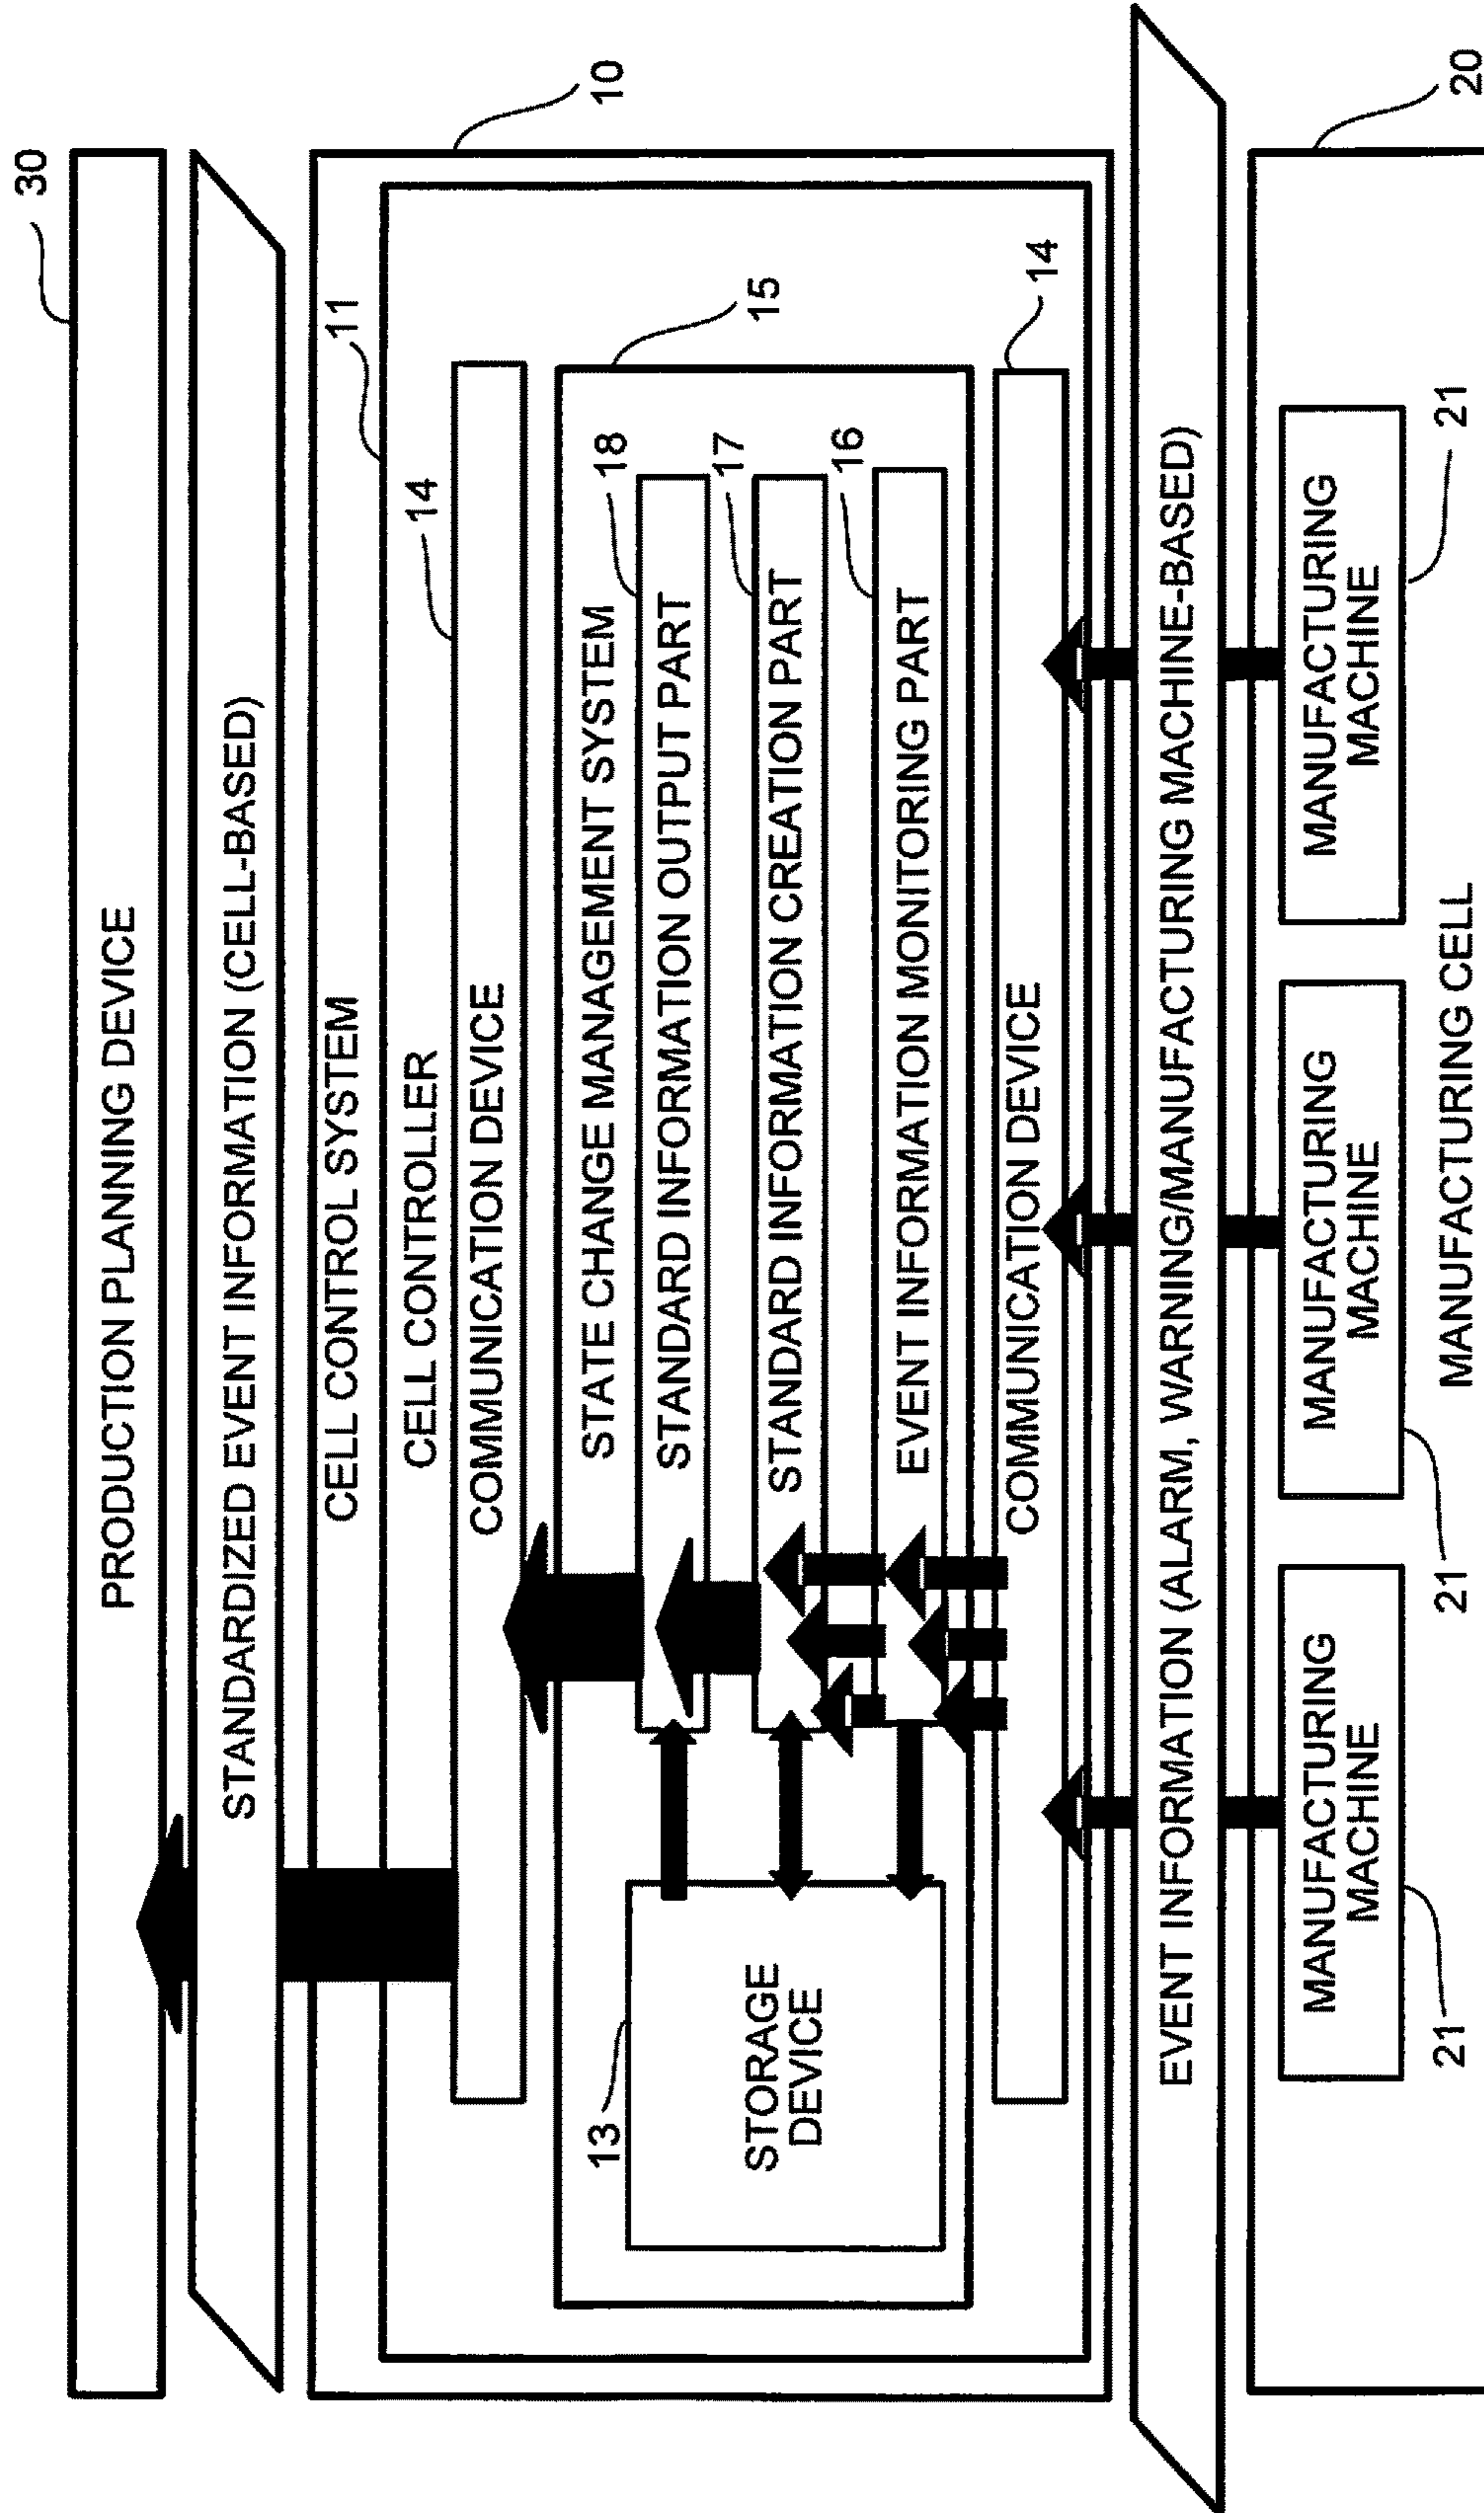 30
PRODUCTION PLANNING DEVICE
STANDARDIZED EVENT INFORMATION (CELL-BASED)
10
CELL CONTROL SYSTEM
11
CELL CONTROLLER
14
COMMUNICATION DEVICE
15
STATE CHANGE MANAGEMENT SYSTEM
13
18
STANDARD INFORMATION OUTPUT PART
STORAGE
DEVICE
17
STANDARD INFORMATION CREATION PART
16
EVENT INFORMATION MONITORING PART
14
COMMUNICATION DEVICE
EVENT INFORMATION (ALARM, WARNING/MANUFACTURING MACHINE-BASED)
20
MANUFACTURING
MACHINE
MANUFACTURING
MACHINE
MANUFACTURING
MACHINE
21
21
21
MANUFACTURING CELL